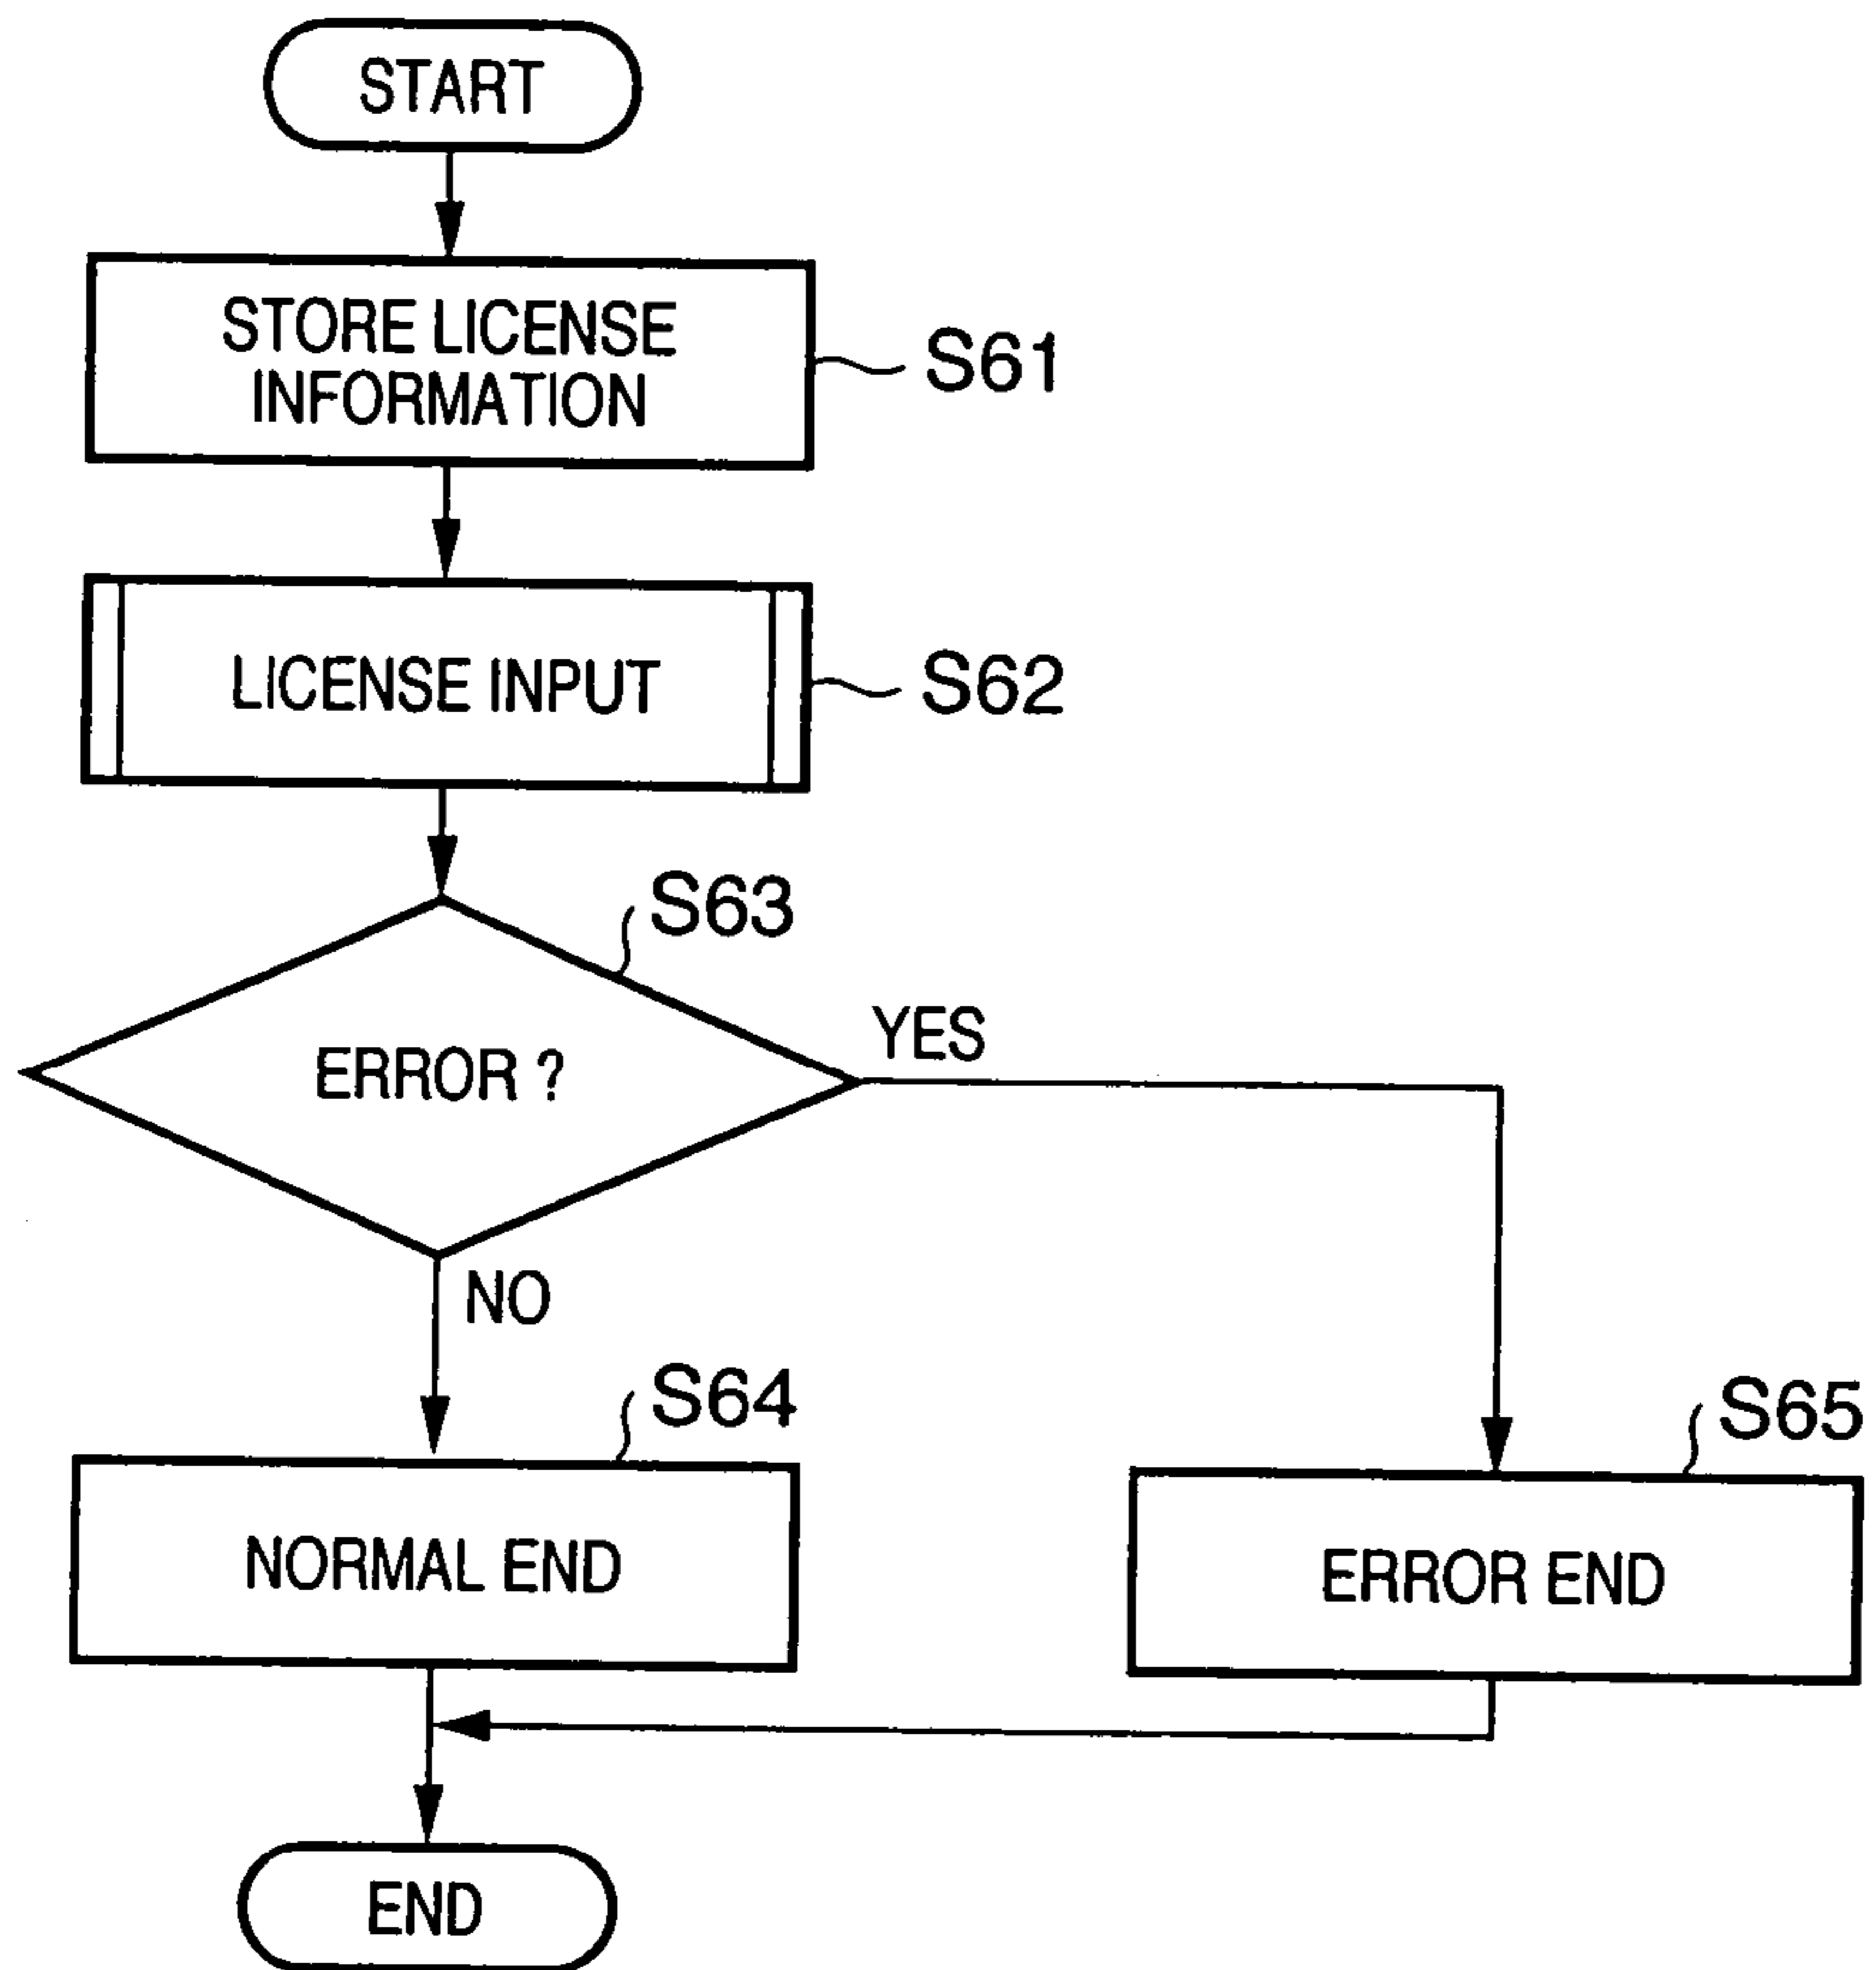 START
STORE LICENSE
INFORMATION
S61
LICENSE INPUT
S62
S63
ERROR ?
YES
NO
S64
NORMAL END
S65
ERROR END
END